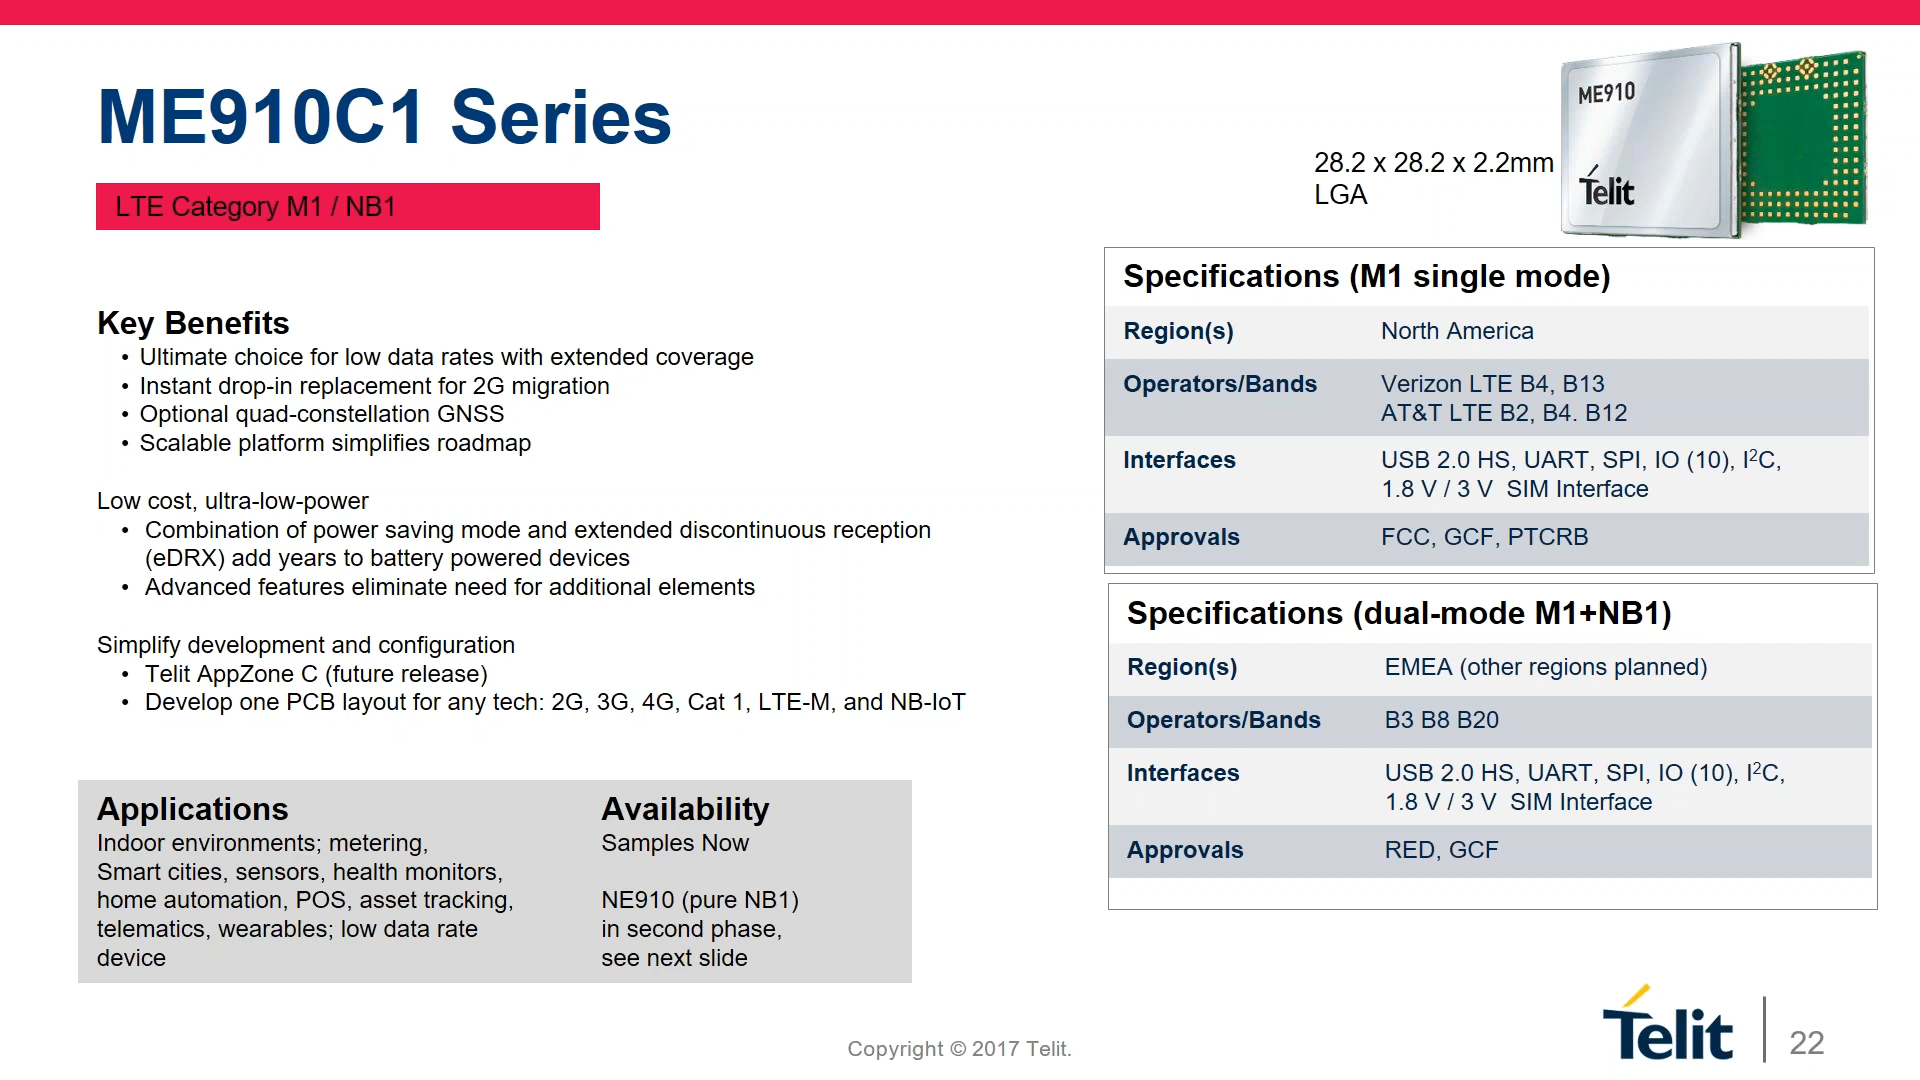 ME910C1 Series
LTE Category M1 / NB1
28.2 x 28.2 x 2.2mm
LGA
ME910
Telit
Key Benefits
• Ultimate choice for low data rates with extended coverage
• Instant drop-in replacement for 2G migration
• Optional quad-constellation GNSS
• Scalable platform simplifies roadmap
Low cost, ultra-low-power
• Combination of power saving mode and extended discontinuous reception
(eDRX) add years to battery powered devices
• Advanced features eliminate need for additional elements
Simplify development and configuration
• Telit AppZone C (future release)
• Develop one PCB layout for any tech: 2G, 3G, 4G, Cat 1, LTE-M, and NB-IoT
Applications
Indoor environments; metering,
Smart cities, sensors, health monitors,
home automation, POS, asset tracking,
telematics, wearables; low data rate
device
Availability
Samples Now
NE910 (pure NB1)
in second phase,
see next slide
Specifications (M1 single mode)
Region(s) North America
Operators/Bands Verizon LTE B4, B13
AT&T LTE B2, B4. B12
Interfaces USB 2.0 HS, UART, SPI, IO (10), I²C,
1.8 V / 3 V SIM Interface
Approvals FCC, GCF, PTCRB
Specifications (dual-mode M1+NB1)
Region(s) EMEA (other regions planned)
Operators/Bands B3 B8 B20
Interfaces USB 2.0 HS, UART, SPI, IO (10), I²C,
1.8 V / 3 V SIM Interface
Approvals RED, GCF
Copyright © 2017 Telit.
Telit
22